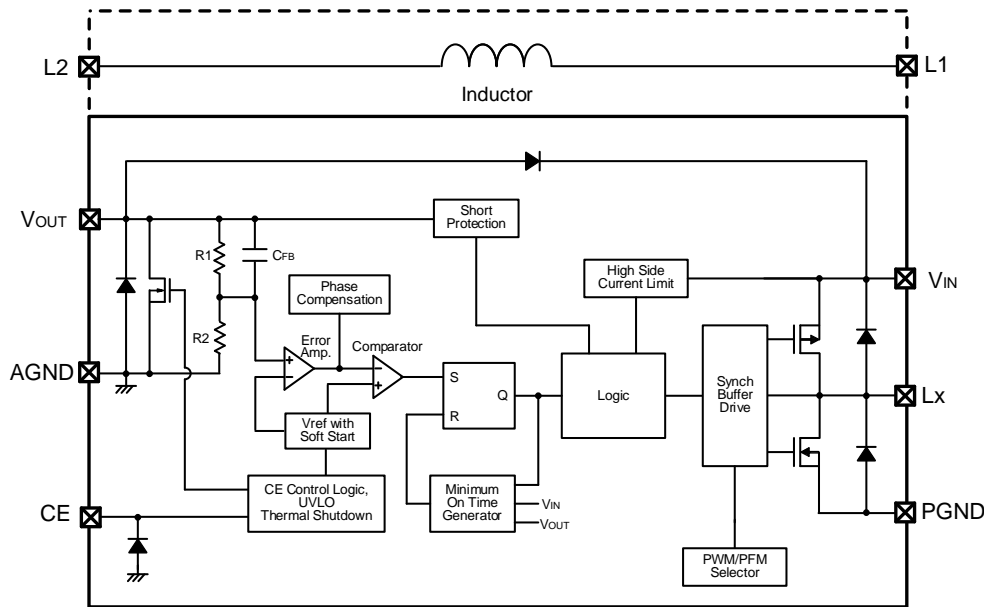 L2
L1
Inductor
VOUT
Short
Protection
R1
CFB
High Side
Current Limit
VIN
Phase
Compensation
R2
Error
Amp.
Comparator
AGND
+
−
−
+
S
Q
R
Logic
Synch
Buffer
Drive
Lx
Vref with
Soft Start
CE Control Logic,
UVLO
Thermal Shutdown
Minimum
On Time
Generator
VIN
VOUT
CE
PGND
PWM/PFM
Selector